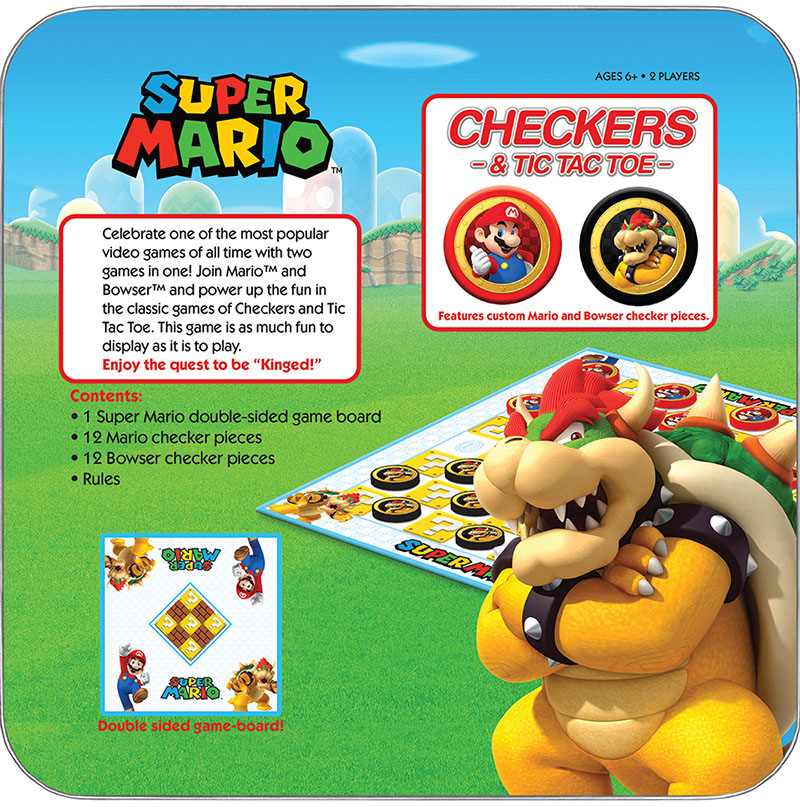 AGES 6+ • 2 PLAYERS
SUPER
MARIO™
CHECKERS
- & TIC TAC TOE -
Features custom Mario and Bowser checker pieces.
Celebrate one of the most popular
video games of all time with two
games in one! Join Mario™ and
Bowser™ and power up the fun in
the classic games of Checkers and Tic
Tac Toe. This game is as much fun to
display as it is to play.
Enjoy the quest to be “Kinged!”
Contents:
• 1 Super Mario double-sided game board
• 12 Mario checker pieces
• 12 Bowser checker pieces
• Rules
SUPER MA
SUPER
MARIO
SUPER
MARIO
Double sided game-board!